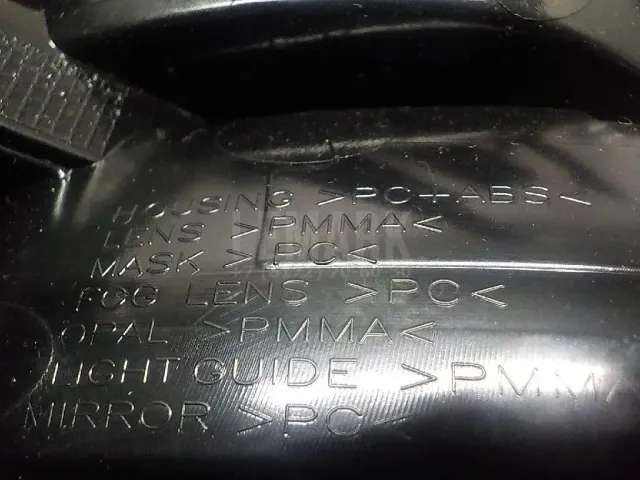 HOUSING >PC+ABS<
LENS >PMMA<
MASK >PC<
FOG LENS >PC<
OPAL >PMMA<
LIGHT GUIDE >PMMA
MIRROR >PC<